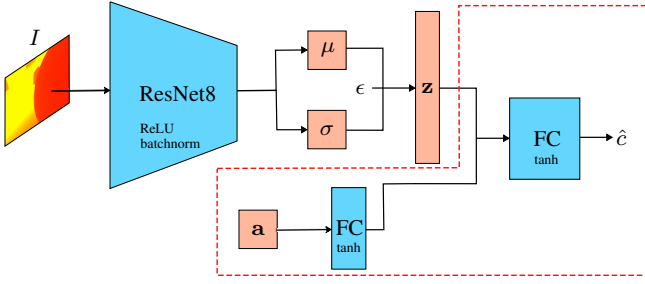 I
ResNet8
ReLU
batchnorm
μ
σ
ϵ
z
FC
tanh
ĉ
a
FC
tanh